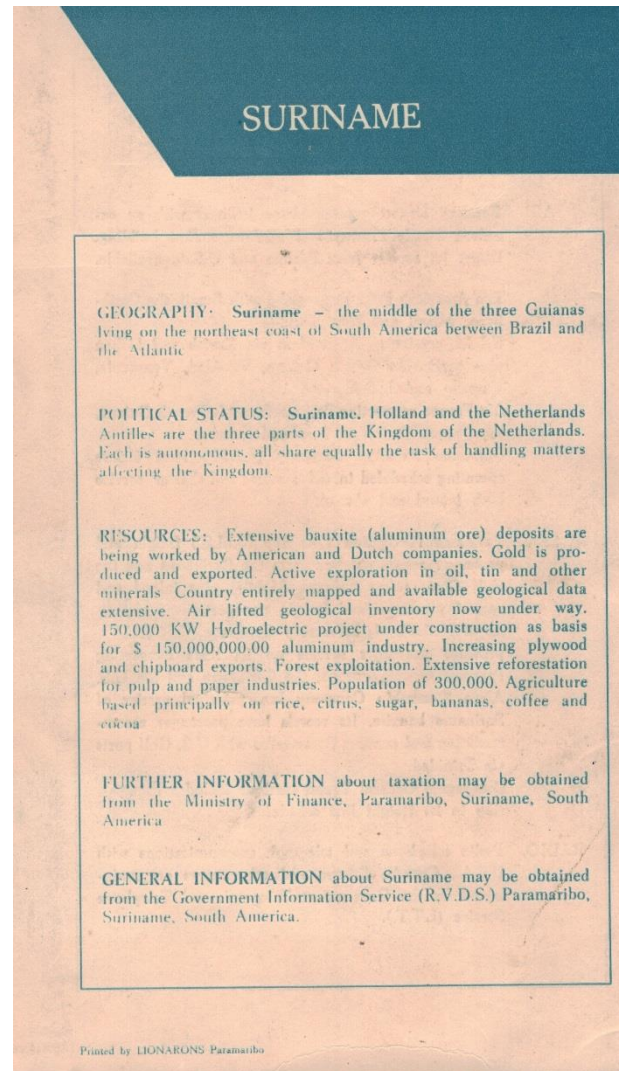 SURINAME
GEOGRAPHY: Suriname – the middle of the three Guianas
lying on the northeast coast of South America between Brazil and
the Atlantic
POLITICAL STATUS: Suriname. Holland and the Netherlands
Antilles are the three parts of the Kingdom of the Netherlands.
Each is autonomous, all share equally the task of handling matters
affecting the Kingdom.
RESOURCES: Extensive bauxite (aluminum ore) deposits are
being worked by American and Dutch companies. Gold is pro-
duced and exported. Active exploration in oil, tin and other
minerals Country entirely mapped and available geological data
extensive. Air lifted geological inventory now under way.
150.000 KW Hydroelectric project under construction as basis
for $ 150,000,000.00 aluminum industry. Increasing plywood
and chipboard exports. Forest exploitation. Extensive reforestation
for pulp and paper industries. Population of 300,000. Agriculture
based principally on rice, citrus, sugar, bananas, coffee and
cocoa
FURTHER INFORMATION about taxation may be obtained
from the Ministry of Finance, Paramaribo, Suriname, South
America
GENERAL INFORMATION about Suriname may be obtained
from the Government Information Service (R.V.D.S.) Paramaribo,
Suriname, South America.
Printed by LIONARONS Paramaribo